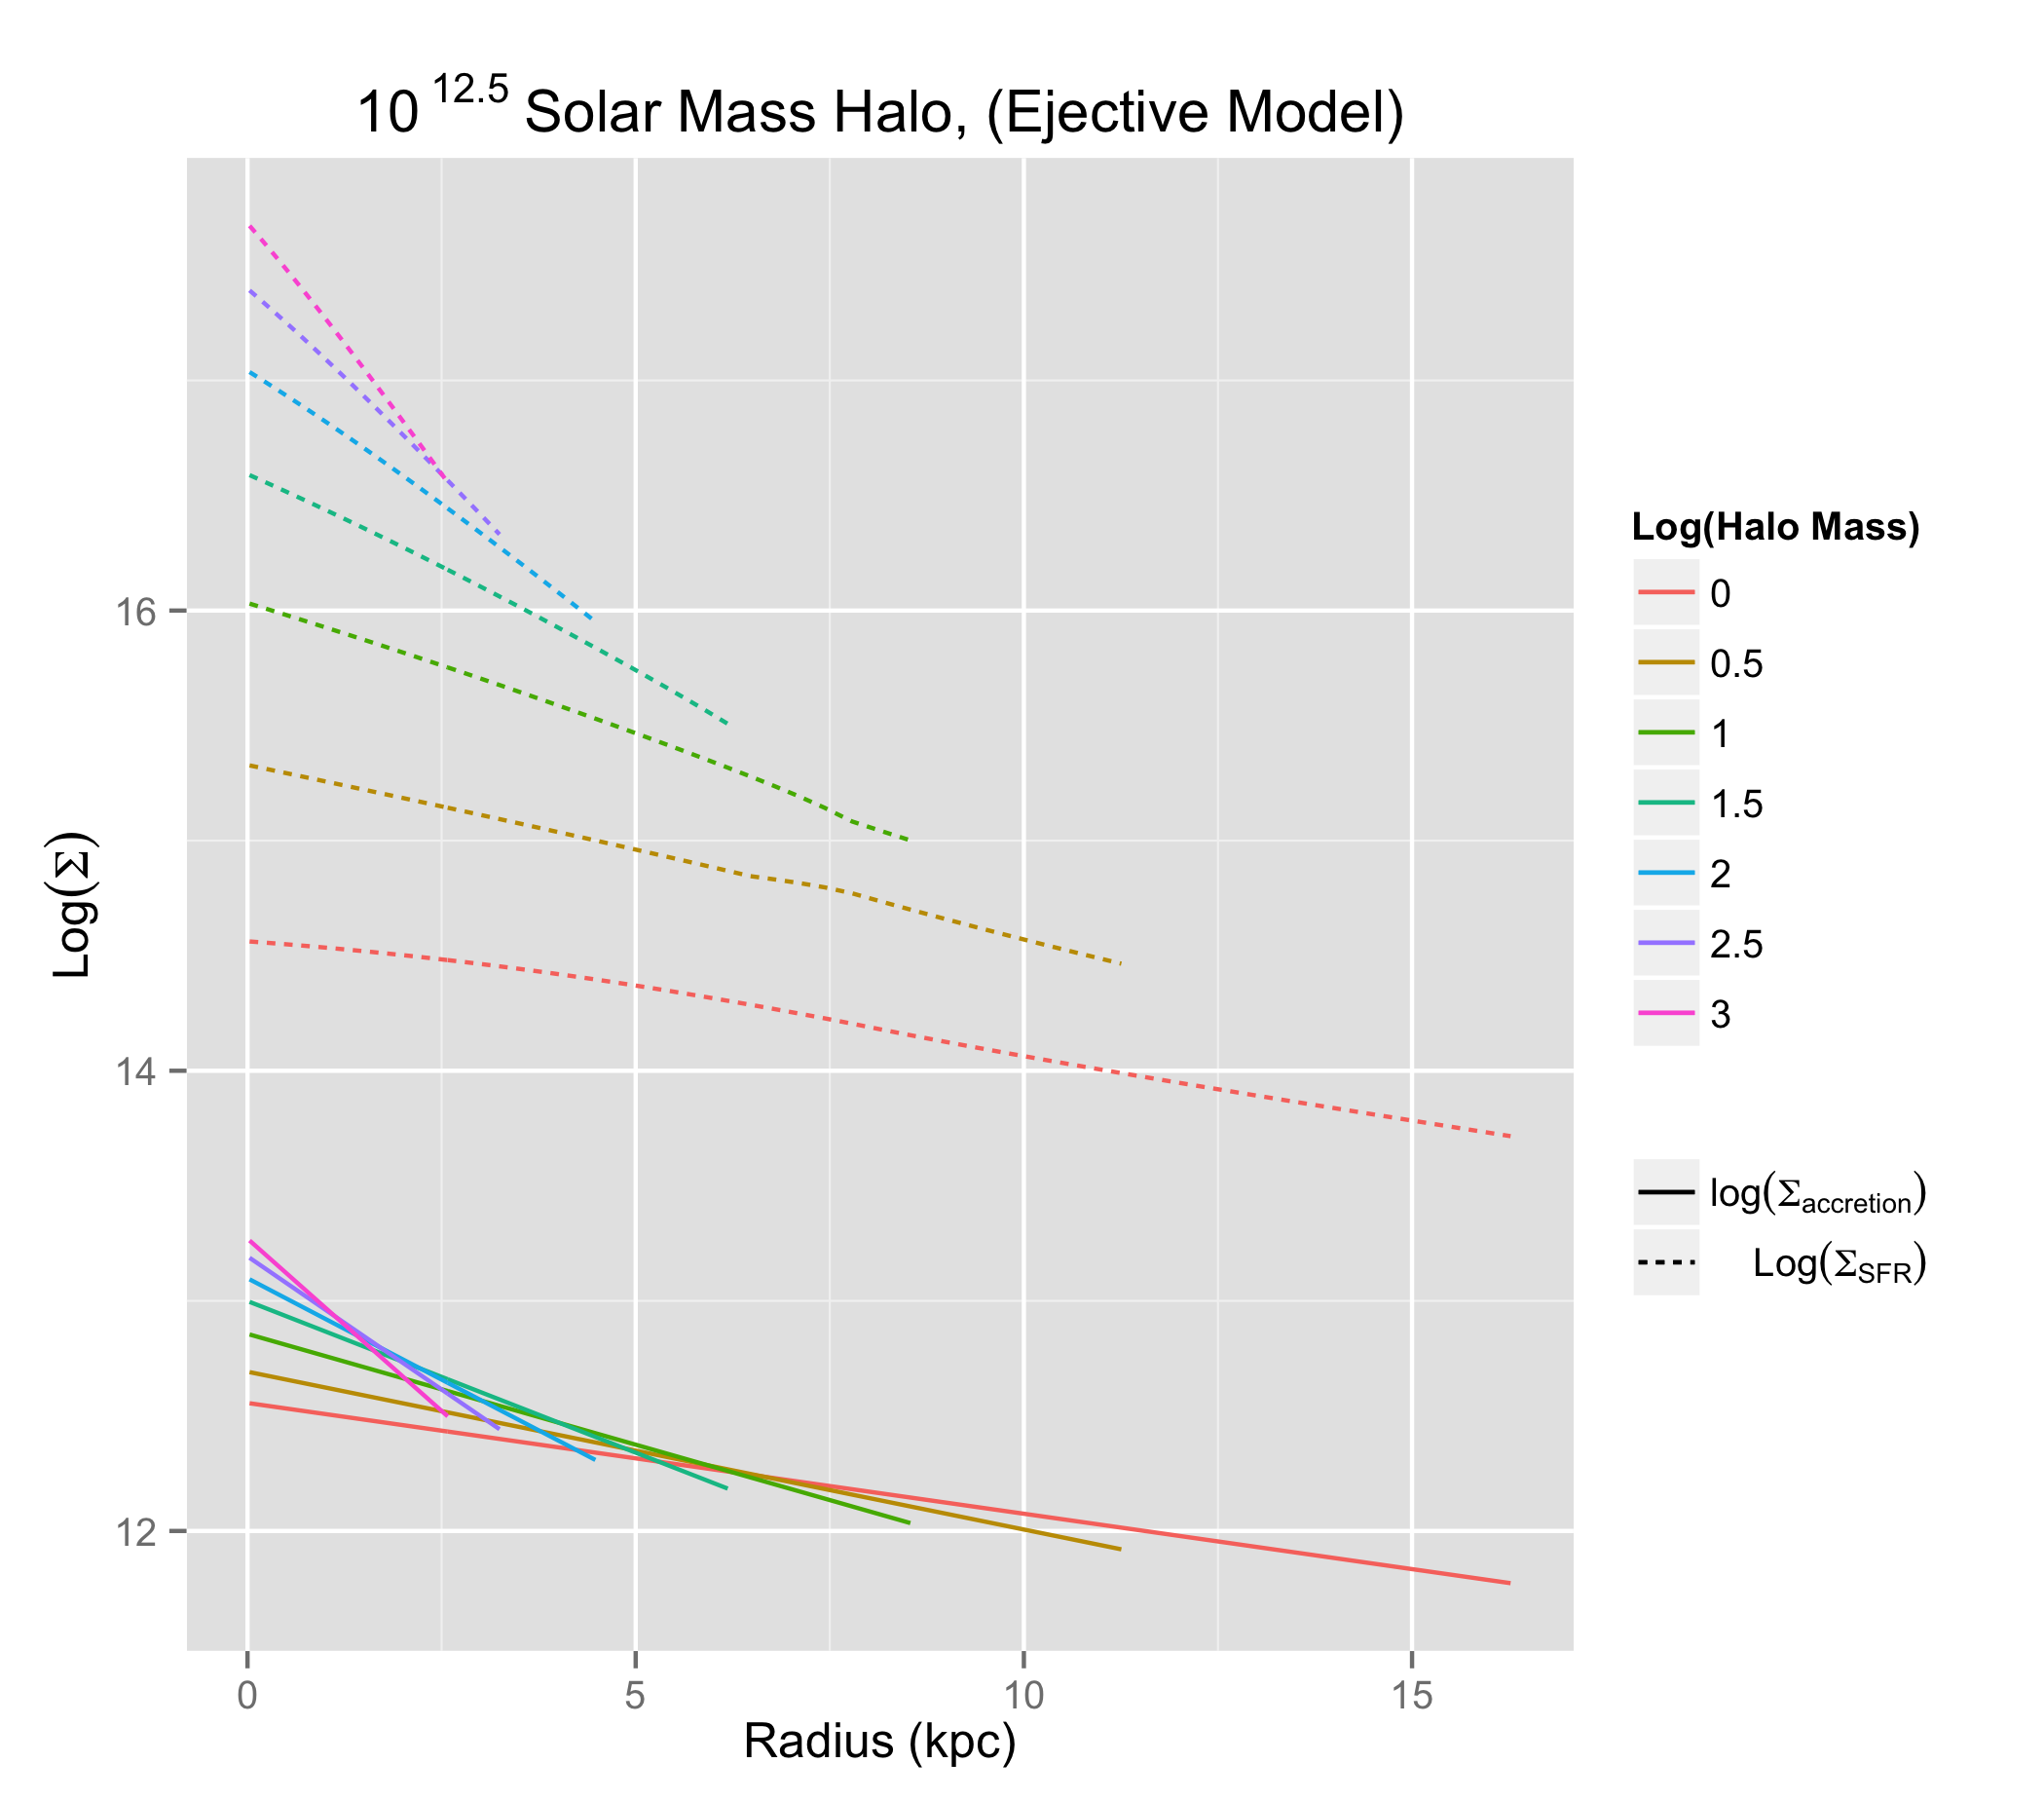 10^12.5 Solar Mass Halo, (Ejective Model)
Log(Σ)
16
14
12
0 5 10 15
Radius (kpc)
Log(Halo Mass)
0
0.5
1
1.5
2
2.5
3
log(Σaccretion)
Log(ΣSFR)